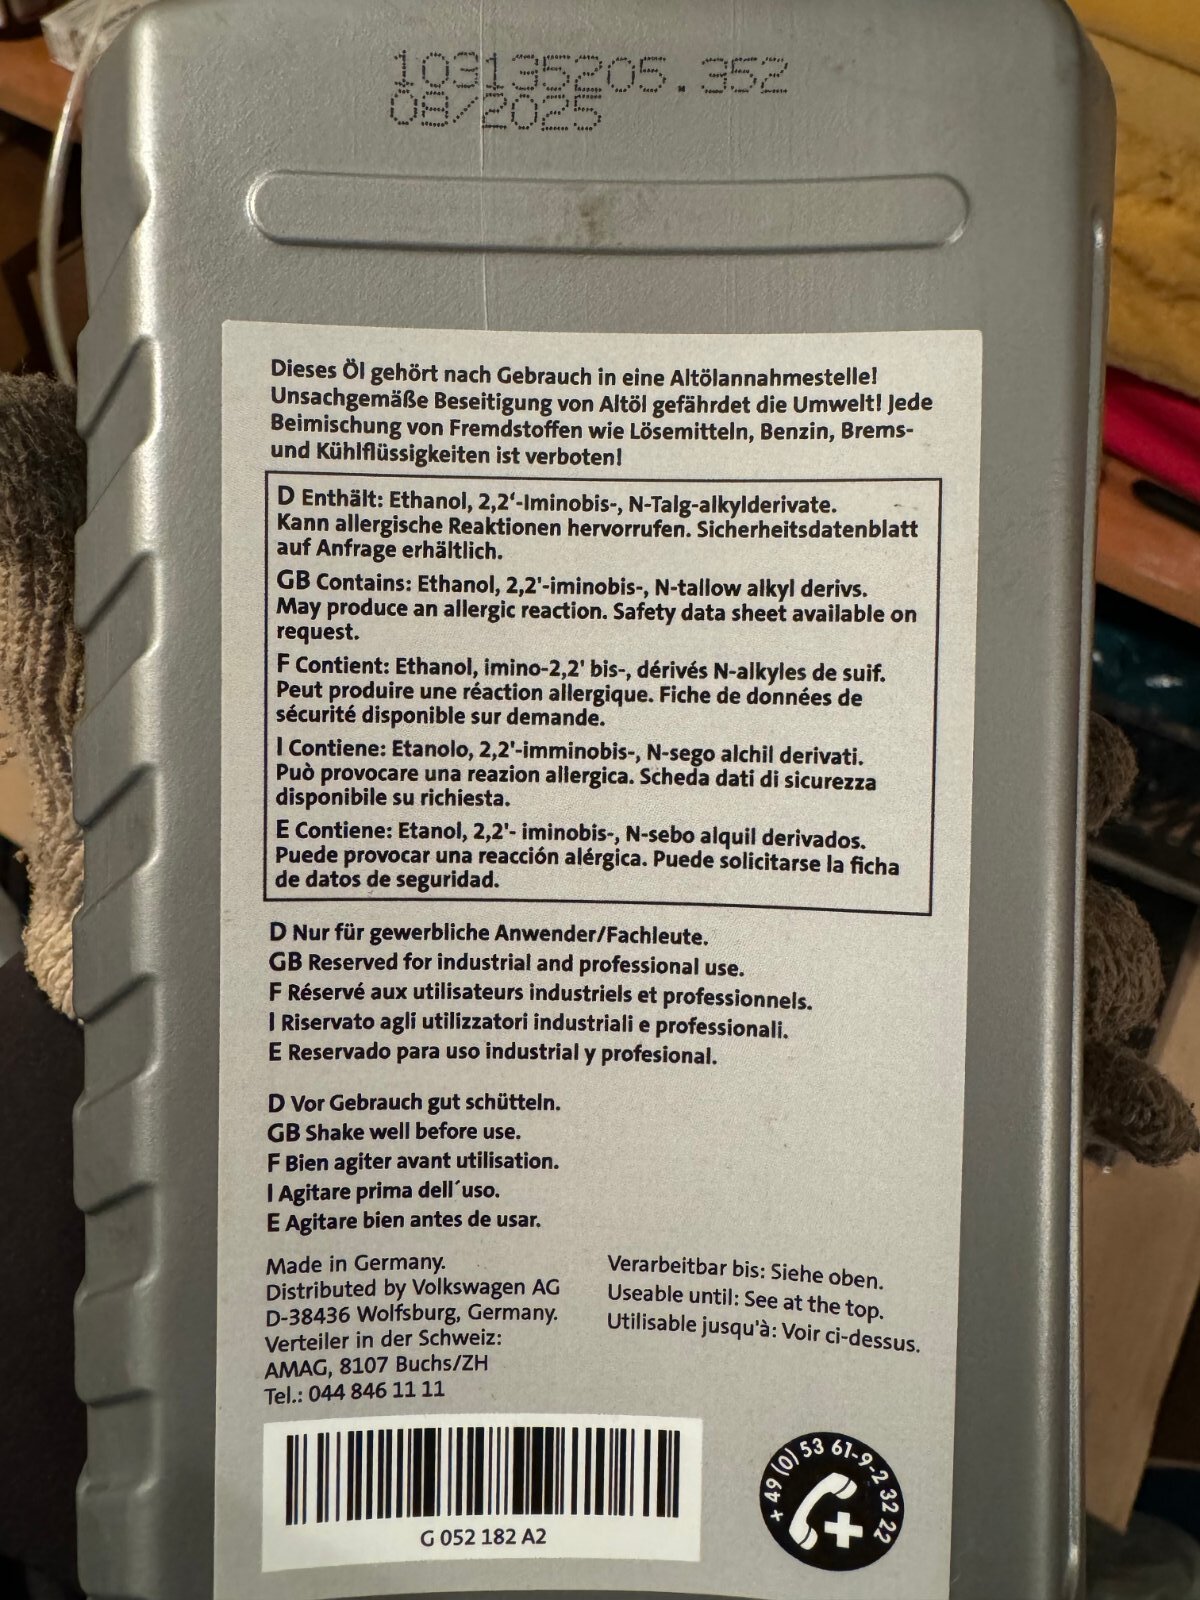 103135205.352
08/2025
Dieses Öl gehört nach Gebrauch in eine Altölannahmestelle!
Unsachgemäße Beseitigung von Altöl gefährdet die Umwelt! Jede
Beimischung von Fremdstoffen wie Lösemitteln, Benzin, Brems-
und Kühlflüssigkeiten ist verboten!
D Enthält: Ethanol, 2,2‘-Iminobis-, N-Talg-alkylderivate.
Kann allergische Reaktionen hervorrufen. Sicherheitsdatenblatt
auf Anfrage erhältlich.
GB Contains: Ethanol, 2,2'-iminobis-, N-tallow alkyl derivs.
May produce an allergic reaction. Safety data sheet available on
request.
F Contient: Ethanol, imino-2,2' bis-, dérivés N-alkyles de suif.
Peut produire une réaction allergique. Fiche de données de
sécurité disponible sur demande.
I Contiene: Etanolo, 2,2'-imminobis-, N-sego alchil derivati.
Può provocare una reazion allergica. Scheda dati di sicurezza
disponibile su richiesta.
E Contiene: Etanol, 2,2'- iminobis-, N-sebo alquil derivados.
Puede provocar una reacción alérgica. Puede solicitarse la ficha
de datos de seguridad.
D Nur für gewerbliche Anwender/Fachleute.
GB Reserved for industrial and professional use.
F Réservé aux utilisateurs industriels et professionnels.
I Riservato agli utilizzatori industriali e professionali.
E Reservado para uso industrial y profesional.
D Vor Gebrauch gut schütteln.
GB Shake well before use.
F Bien agiter avant utilisation.
I Agitare prima dell´uso.
E Agitare bien antes de usar.
Made in Germany.
Distributed by Volkswagen AG
D-38436 Wolfsburg, Germany.
Verteiler in der Schweiz:
AMAG, 8107 Buchs/ZH
Tel.: 044 846 11 11
Verarbeitbar bis: Siehe oben.
Useable until: See at the top.
Utilisable jusqu'à: Voir ci-dessus.
G 052 182 A2
+ 49 (0) 53 61-9-2 32 22